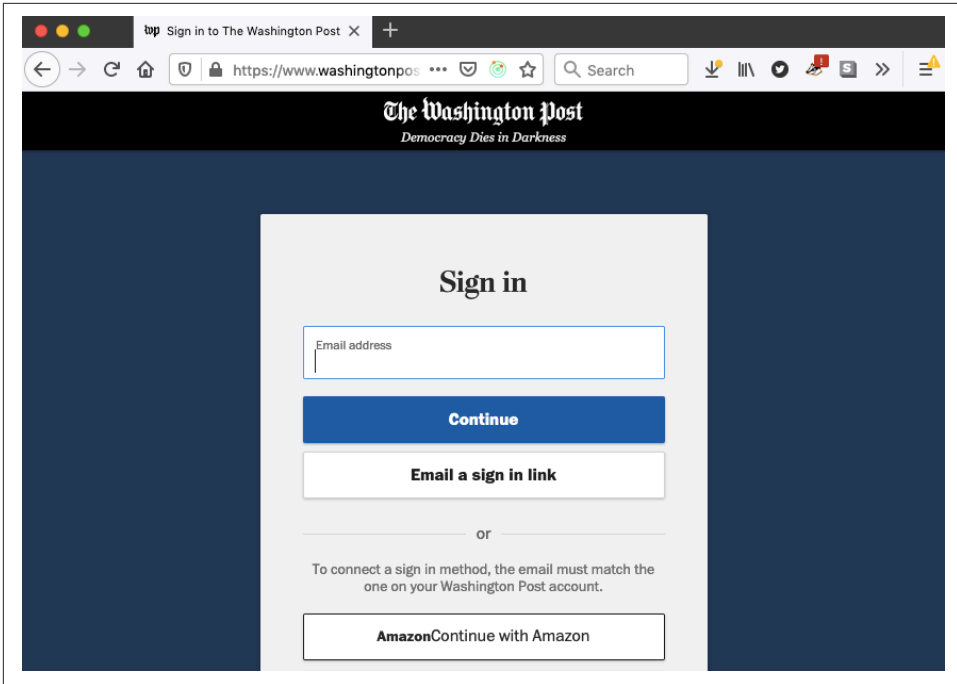 wp Sign in to The Washington Post
https://www.washingtonpos
Search
S
The Washington Post
Democracy Dies in Darkness
Sign in
Email address
Continue
Email a sign in link
or
To connect a sign in method, the email must match the
one on your Washington Post account.
AmazonContinue with Amazon